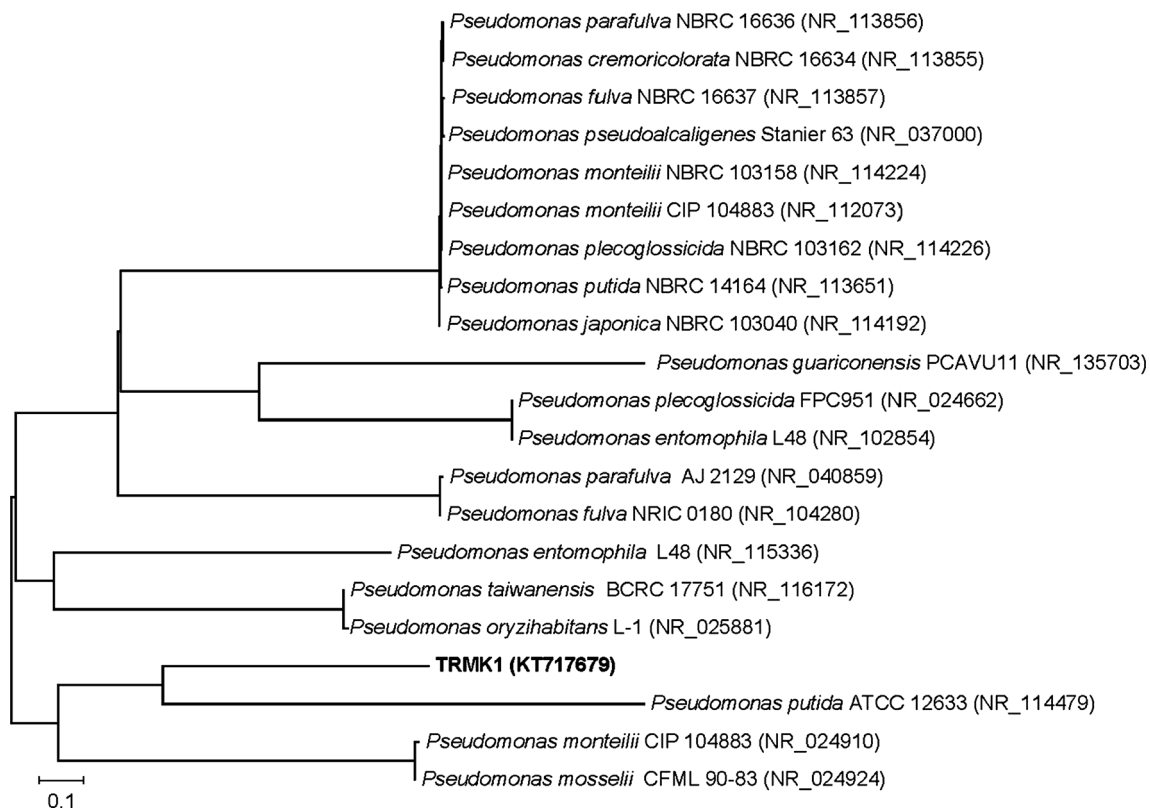 Pseudomonas parafulva NBRC 16636 (NR_113856)
Pseudomonas cremoricolorata NBRC 16634 (NR_113855)
Pseudomonas fulva NBRC 16637 (NR_113857)
Pseudomonas pseudoalcaligenes Stanier 63 (NR_037000)
Pseudomonas monteilii NBRC 103158 (NR_114224)
Pseudomonas monteilii CIP 104883 (NR_112073)
Pseudomonas plecoglossicida NBRC 103162 (NR_114226)
Pseudomonas putida NBRC 14164 (NR_113651)
Pseudomonas japonica NBRC 103040 (NR_114192)
Pseudomonas guariconensis PCAVU11 (NR_135703)
Pseudomonas plecoglossicida FPC951 (NR_024662)
Pseudomonas entomophila L48 (NR_102854)
Pseudomonas parafulva AJ 2129 (NR_040859)
Pseudomonas fulva NRIC 0180 (NR_104280)
Pseudomonas entomophila L48 (NR_115336)
Pseudomonas taiwanensis BCRC 17751 (NR_116172)
Pseudomonas oryzihabitans L-1 (NR_025881)
TRMK1 (KT717679)
Pseudomonas putida ATCC 12633 (NR_114479)
Pseudomonas monteilii CIP 104883 (NR_024910)
Pseudomonas mosselii CFML 90-83 (NR_024924)
0.1